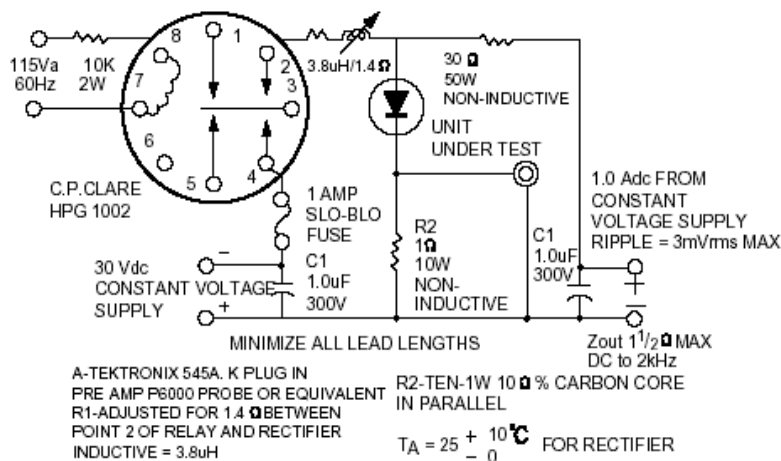 115Va
60Hz
10K
2W
8
1
2
7
3
6
5
4
C.P.CLARE
HPG 1002
3.8uH/1.4 Ω
30 Ω
50W
NON-INDUCTIVE
UNIT
UNDER TEST
1 AMP
SLO-BLO
FUSE
30 Vdc
CONSTANT VOLTAGE
SUPPLY
−
+
C1
1.0uF
300V
R2
1Ω
10W
NON-
INDUCTIVE
C1
1.0uF
300V
1.0 Adc FROM
CONSTANT
VOLTAGE SUPPLY
RIPPLE = 3mVrms MAX
+
−
Zout 1 1/2 Ω MAX
DC to 2kHz
MINIMIZE ALL LEAD LENGTHS
A-TEKTRONIX 545A. K PLUG IN
PRE AMP P6000 PROBE OR EQUIVALENT
R1-ADJUSTED FOR 1.4 Ω BETWEEN
POINT 2 OF RELAY AND RECTIFIER
INDUCTIVE = 3.8uH
R2-TEN-1W 10 Ω % CARBON CORE
IN PARALLEL
TA = 25 + 10 ℃ − 0 FOR RECTIFIER